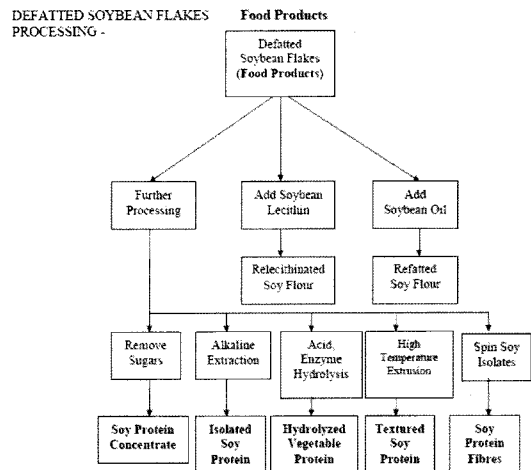 DEFATTED SOYBEAN FLAKES
PROCESSING -
Food Products
Defatted
Soybean Flakes
(Food Products)
Further
Processing
Add Soybean
Lecithin
Add
Soybean Oil
Relecithinated
Soy Flour
Refatted
Soy Flour
Remove
Sugars
Alkaline
Extraction
Acid,
Enzyme
Hydrolysis
High
Temperature
Extrusion
Spin Soy
Isolates
Soy Protein
Concentrate
Isolated
Soy
Protein
Hydrolyzed
Vegetable
Protein
Textured
Soy
Protein
Soy
Protein
Fibres